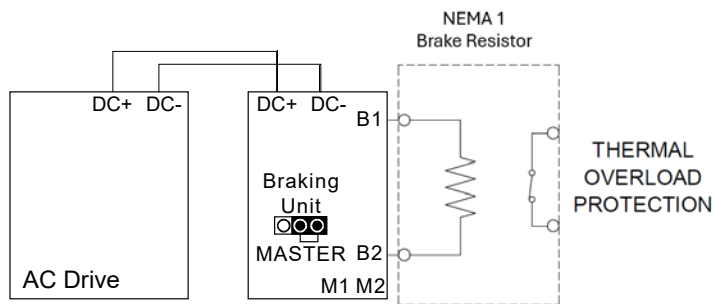 NEMA 1
Brake Resistor
DC+ DC-
DC+ DC-
B1
THERMAL
OVERLOAD
PROTECTION
Braking
Unit
MASTER
B2
AC Drive
M1 M2